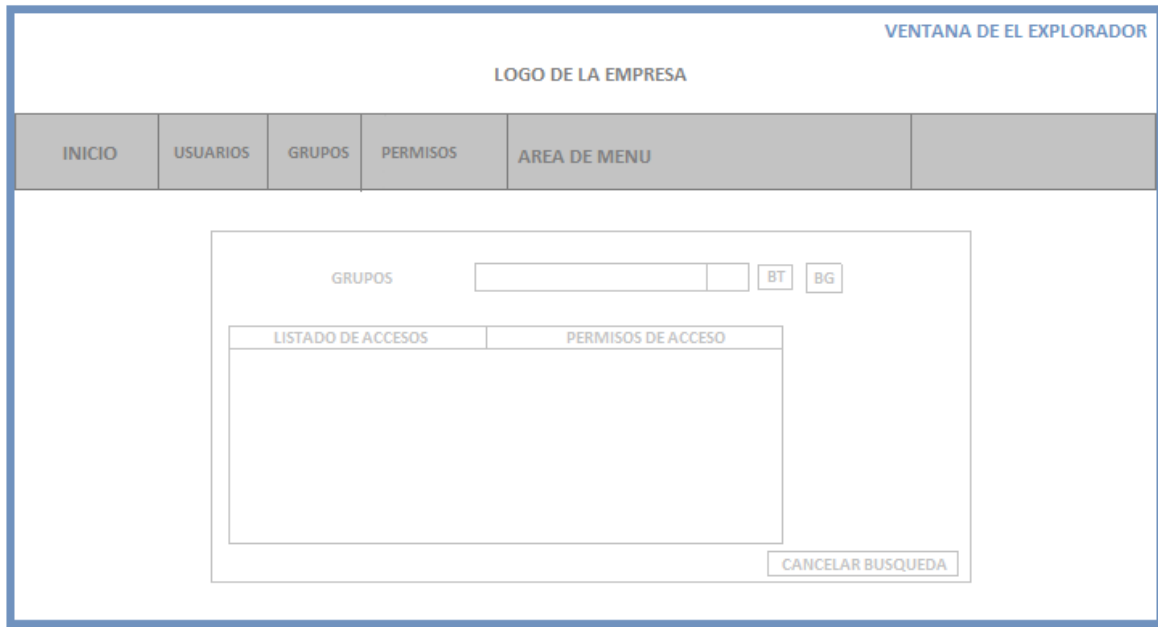 VENTANA DE EL EXPLORADOR
LOGO DE LA EMPRESA
INICIO USUARIOS GRUPOS PERMISOS AREA DE MENU
GRUPOS BT BG
LISTADO DE ACCESOS PERMISOS DE ACCESO
CANCELAR BUSQUEDA